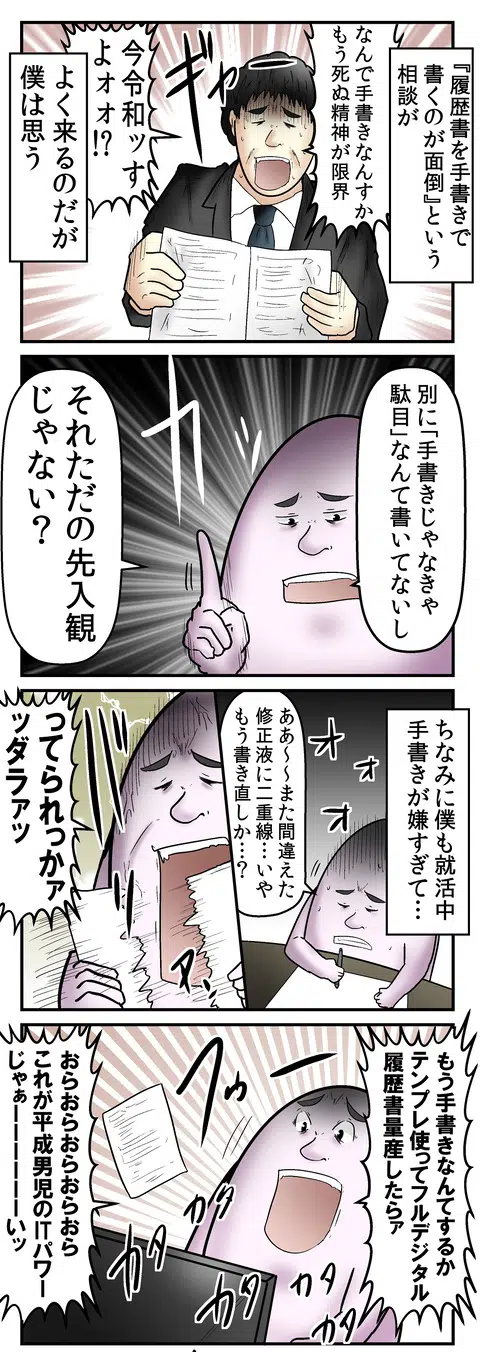 『履歴書を手書きで
書くのが面倒』という
相談が
なんで手書きなんすか
もう死ぬ精神が限界
ギャー
今令和ッす
よォォ!?
よく来るのだが
僕は思う
別に「手書きじゃなきゃ
駄目」なんて書いてないし
それただの先入観
じゃない?
ちなみに僕も就活中
手書きが嫌すぎて…
オオオ
ああ～～また間違えた
修正液に二重線…いや
もう書き直しか…?
ってられっかァ
ッダラァッ
もう手書きなんてするか
テンプレ使ってフルデジタル
履歴書量産したらァ
おらおらおらおらおら
これが平成男児のITパワー
じゃぁーーーーーいッ
カタ
カタ
カタ
カタ